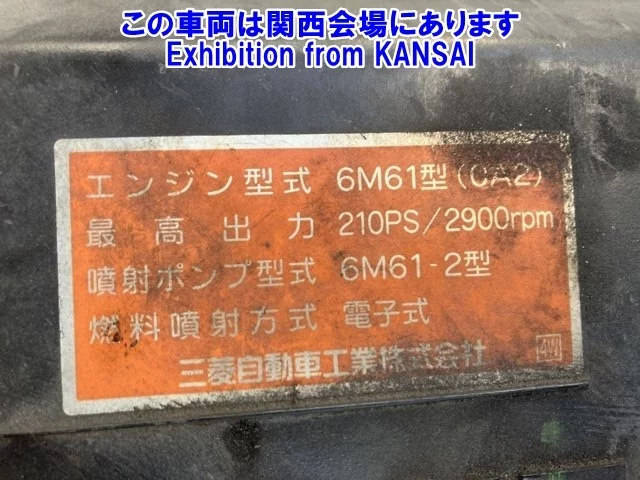 この車両は関西会場にあります
Exhibition from KANSAI
エンジン型式 6M61型(0A2)
最高出力 210PS/2900rpm
噴射ポンプ型式 6M61-2型
燃料噴射方式 電子式
三菱自動車工業株式会社